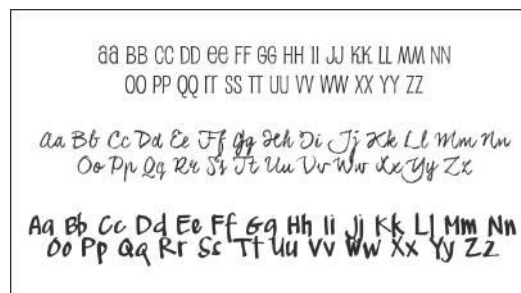 aa BB CC DD ee FF GG HH II JJ KK LL MM NN
OO PP QQ RR SS TT UU VV WW XX YY ZZ
Aa Bb Cc Dd Ee Ff Gg Hh Ii Jj Kk Ll Mm Nn
Oo Pp Qq Rr Ss Tt Uu Vv Ww Xx Yy Zz
Aa Bb Cc Dd Ee Ff Gg Hh Ii Jj Kk Ll Mm Nn
Oo Pp Qq Rr Ss Tt Uu Vv Ww Xx Yy Zz